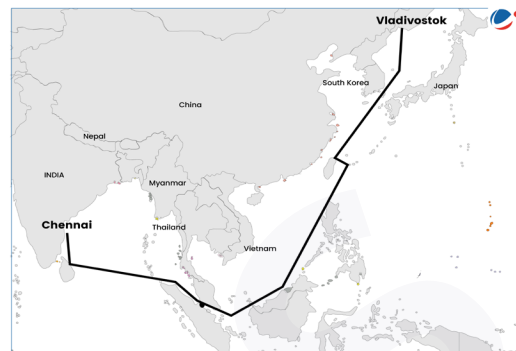 Vladivostok
South Korea
Japan
China
Nepal
INDIA
Myanmar
Chennai
Thailand
Vietnam